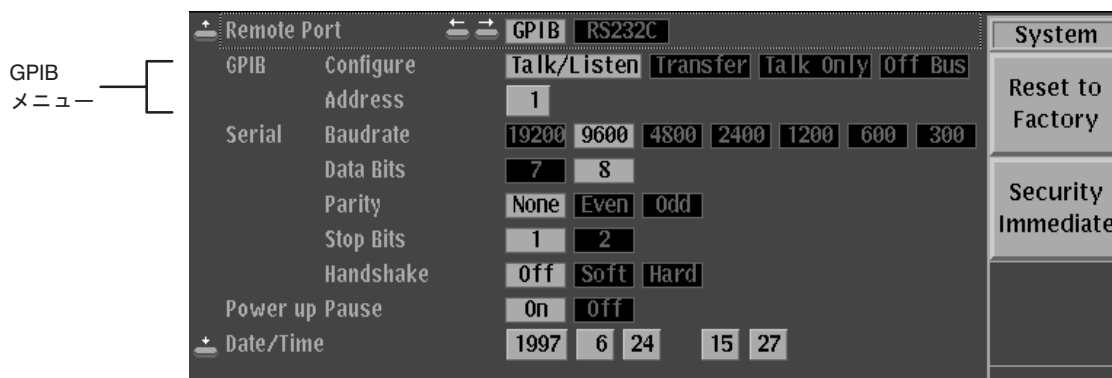 Remote Port GPIB RS232C
GPIB
メニュー
GPIB Configure Talk/Listen Transfer Talk Only Off Bus
Address 1
Serial Baudrate 19200 9600 4800 2400 1200 600 300
Data Bits 7 8
Parity None Even Odd
Stop Bits 1 2
Handshake Off Soft Hard
Power up Pause On Off
Date/Time 1997 6 24 15 27
System
Reset to
Factory
Security
Immediate